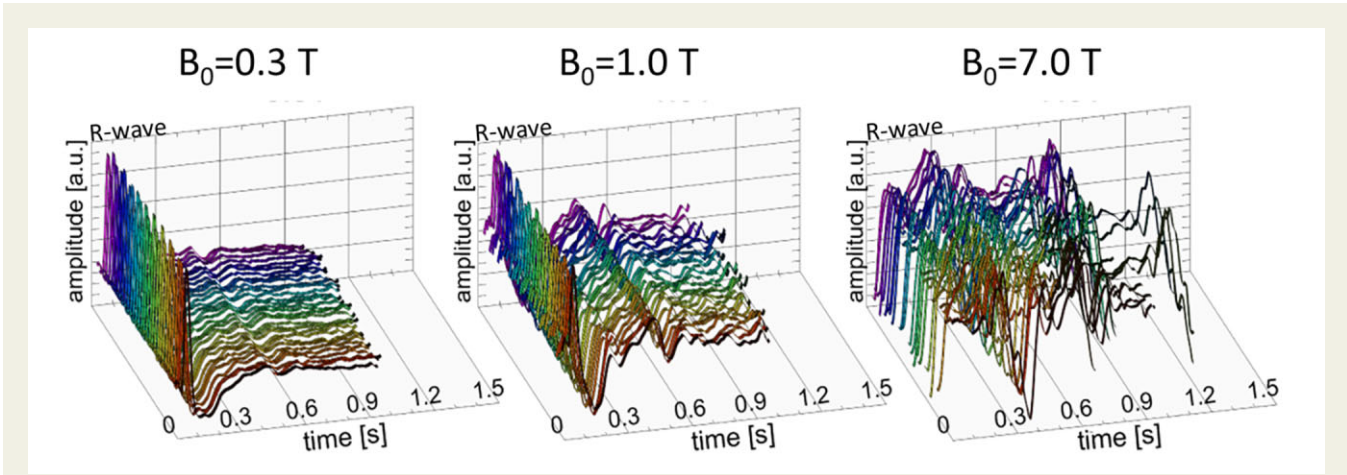 B₀=0.3 T
R-wave
amplitude [a.u.]
0 0.3 0.6 0.9 1.2 1.5
time [s]
B₀=1.0 T
R-wave
amplitude [a.u.]
0 0.3 0.6 0.9 1.2 1.5
time [s]
B₀=7.0 T
R-wave
amplitude [a.u.]
0 0.3 0.6 0.9 1.2 1.5
time [s]